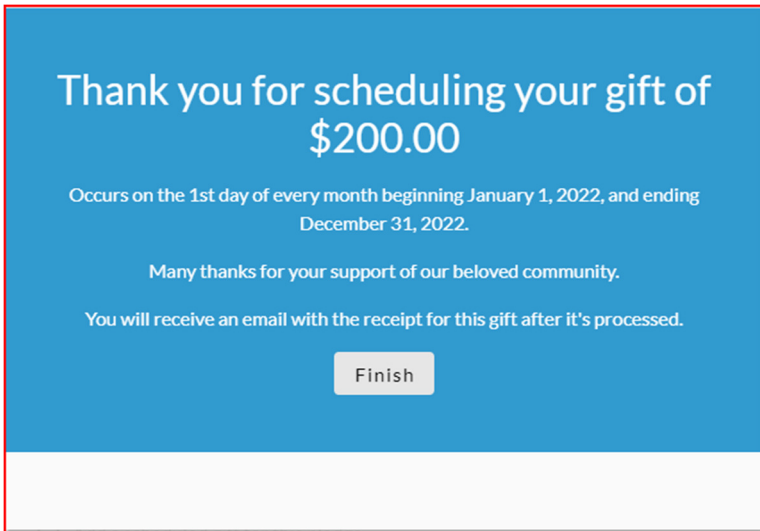 Thank you for scheduling your gift of
$200.00
Occurs on the 1st day of every month beginning January 1, 2022, and ending
December 31, 2022.
Many thanks for your support of our beloved community.
You will receive an email with the receipt for this gift after it's processed.
Finish